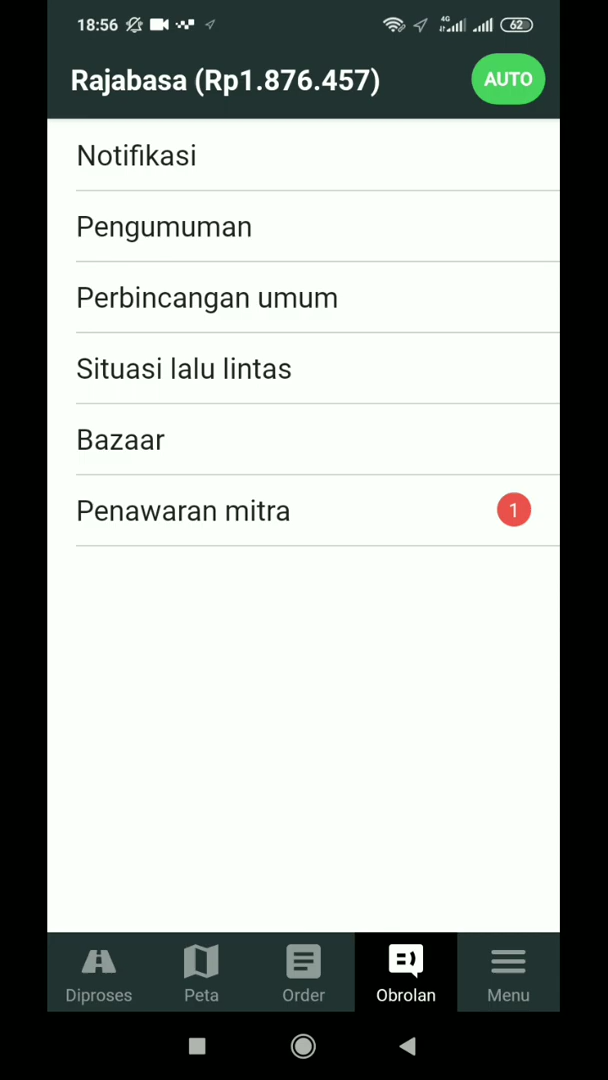 18:56
4G
62
Rajabasa (Rp1.876.457)
AUTO
Notifikasi
Pengumuman
Perbincangan umum
Situasi lalu lintas
Bazaar
Penawaran mitra
1
Diproses
Peta
Order
Obrolan
Menu